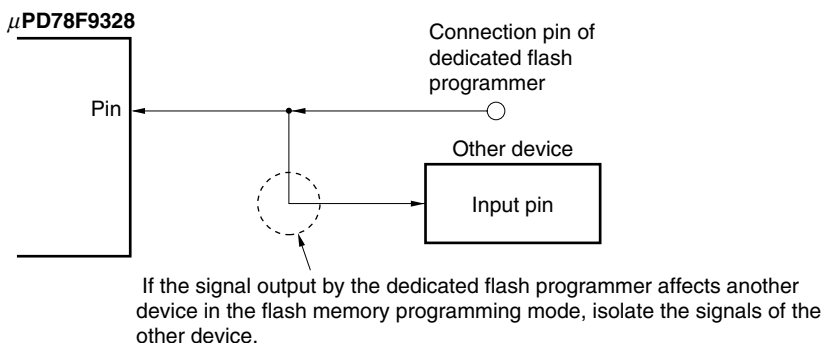 μPD78F9328
Connection pin of
dedicated flash
programmer
Pin
Other device
Input pin
If the signal output by the dedicated flash programmer affects another
device in the flash memory programming mode, isolate the signals of the
other device.